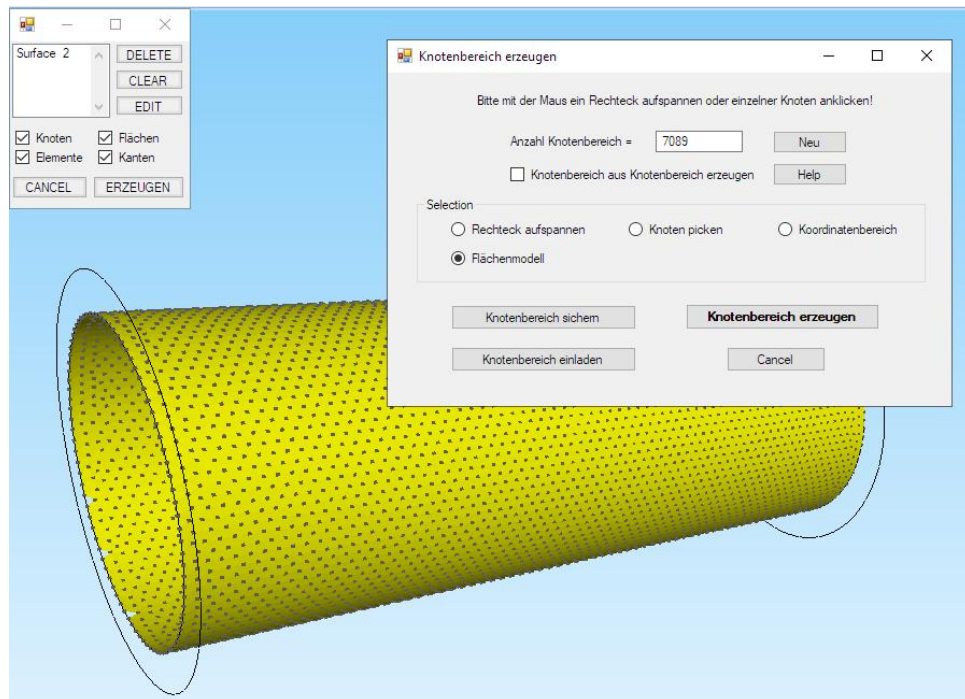 Surface 2
DELETE
CLEAR
EDIT
Knoten
Flächen
Elemente
Kanten
CANCEL
ERZEUGEN
Knotenbereich erzeugen
Bitte mit der Maus ein Rechteck aufspannen oder einzelner Knoten anklicken!
Anzahl Knotenbereich = 7089 Neu
Knotenbereich aus Knotenbereich erzeugen Help
Selection
Rechteck aufspannen Knoten picken Koordinatenbereich
Flächenmodell
Knotenbereich sichern Knotenbereich erzeugen
Knotenbereich einladen Cancel